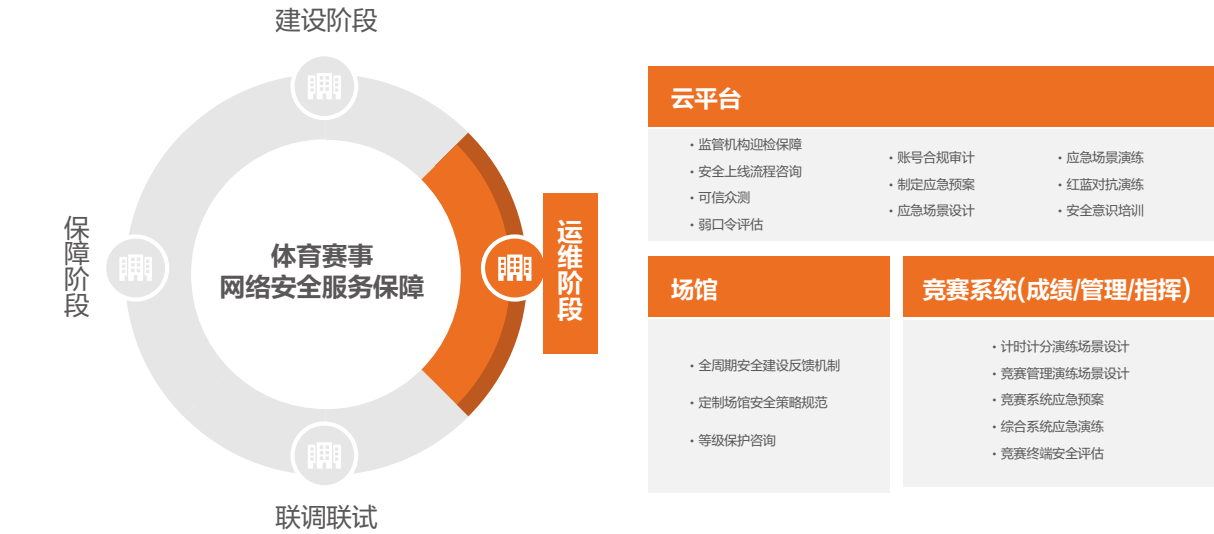 建设阶段
保障阶段
体育赛事
网络安全服务保障
运维阶段
联调联试
云平台
・监管机构迎检保障
・安全上线流程咨询
・可信众测
・弱口令评估
・账号合规审计
・制定应急预案
・应急场景设计
・应急场景演练
・红蓝对抗演练
・安全意识培训
场馆
・全周期安全建设反馈机制
・定制场馆安全策略规范
・等级保护咨询
竞赛系统(成绩/管理/指挥)
・计时计分演练场景设计
・竞赛管理演练场景设计
・竞赛系统应急预案
・综合系统应急演练
・竞赛终端安全评估